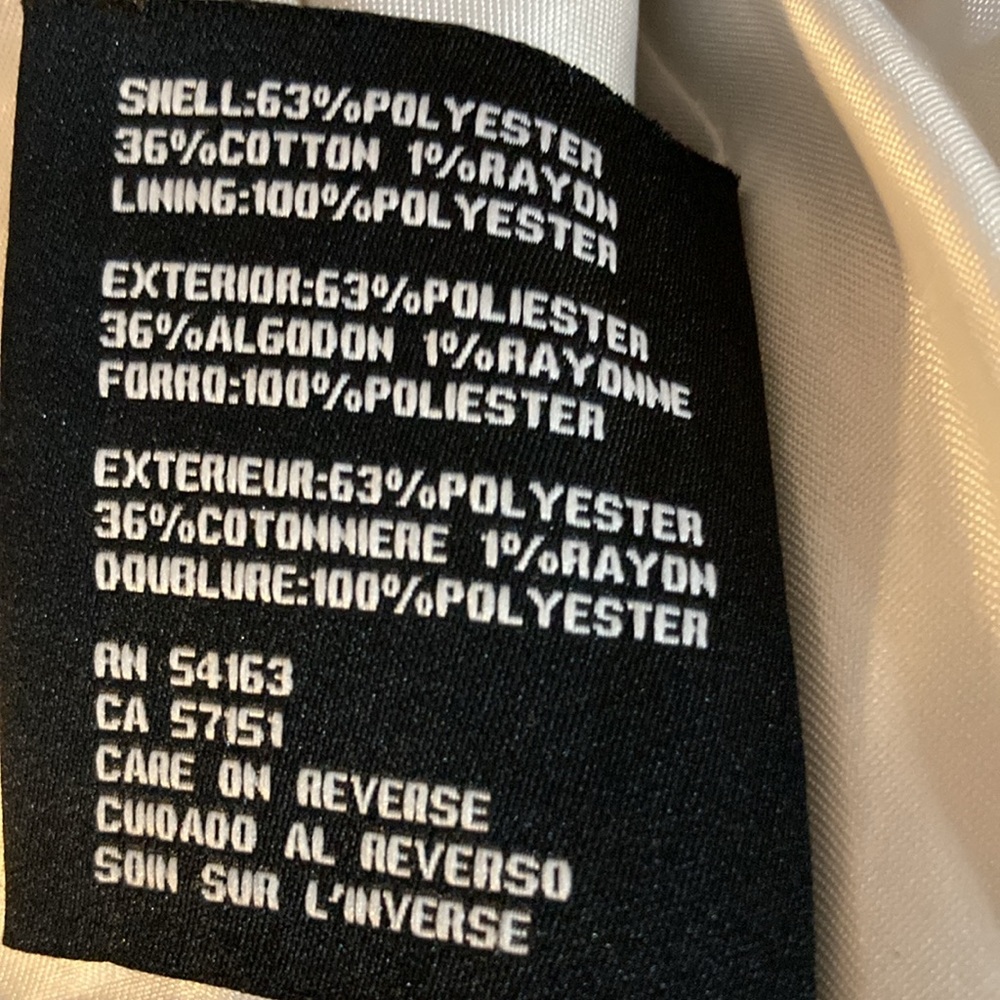 SHELL:63%POLYESTER
36%COTTON 1%RAYON
LINING:100%POLYESTER
EXTERIOR:63%POLIESTER
36%ALGODON 1%RAYONNE
FORRO:100%POLIESTER
EXTERIEUR:63%POLYESTER
36%COTONNIERE 1%RAYON
DOUBLURE:100%POLYESTER
RN 54163
CA 57151
CARE ON REVERSE
CUIDADO AL REVERSO
SOIN SUR L'INVERSE